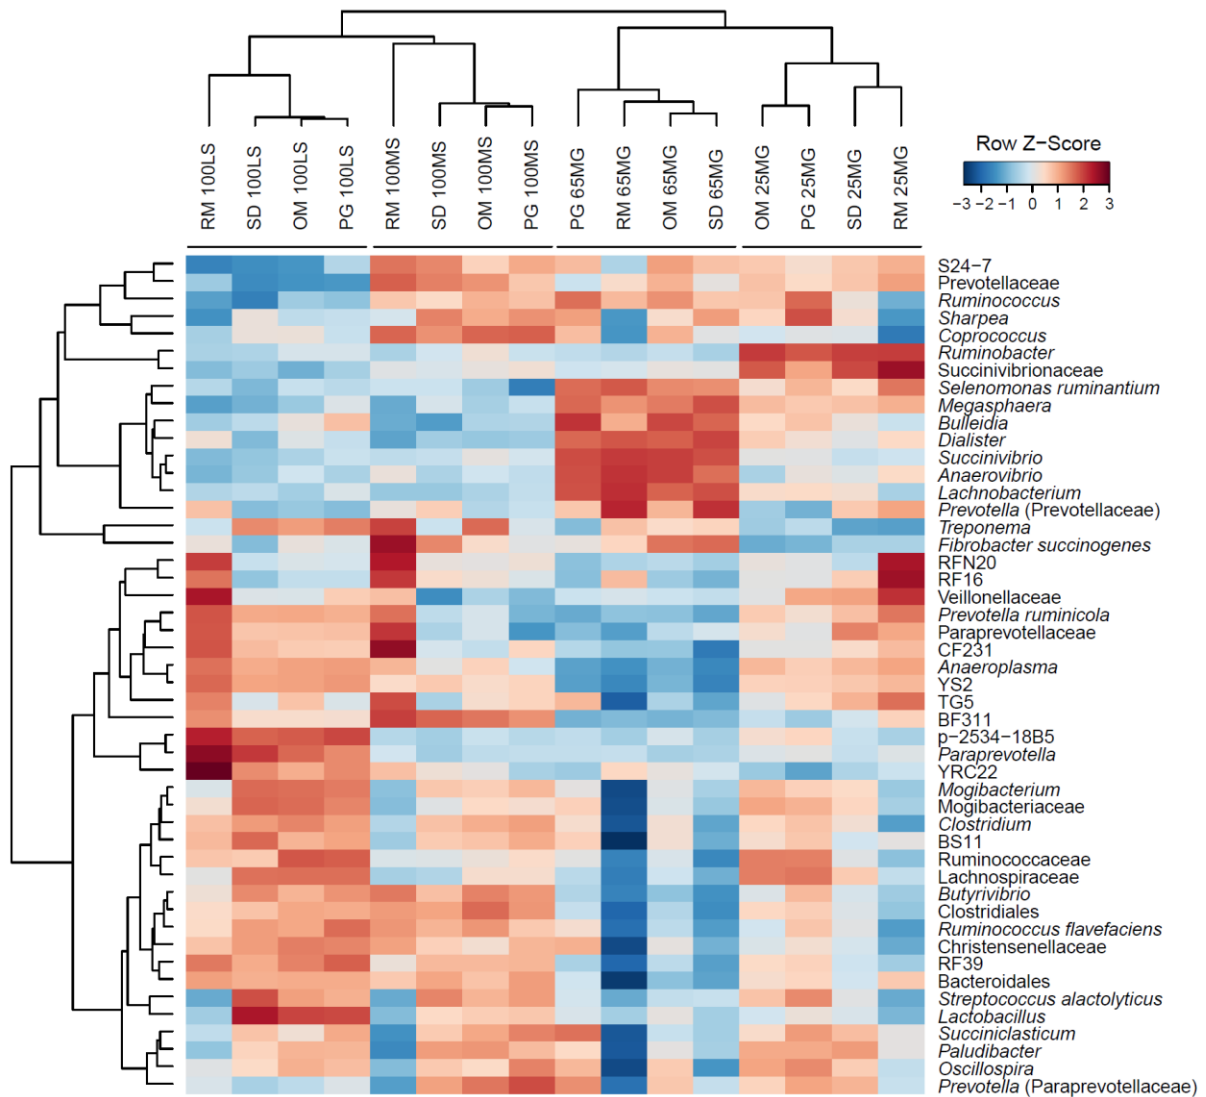 RM 100LS
SD 100LS
OM 100LS
PG 100LS
RM 100MS
SD 100MS
OM 100MS
PG 100MS
PG 65MG
RM 65MG
OM 65MG
SD 65MG
OM 25MG
PG 25MG
SD 25MG
RM 25MG
Row Z−Score
−3 −2 −1 0 1 2 3
S24−7
Prevotellaceae
Ruminococcus
Sharpea
Coprococcus
Ruminobacter
Succinivibrionaceae
Selenomonas ruminantium
Megasphaera
Bulleidia
Dialister
Succinivibrio
Anaerovibrio
Lachnobacterium
Prevotella (Prevotellaceae)
Treponema
Fibrobacter succinogenes
RFN20
RF16
Veillonellaceae
Prevotella ruminicola
Paraprevotellaceae
CF231
Anaeroplasma
YS2
TG5
BF311
p−2534−18B5
Paraprevotella
YRC22
Mogibacterium
Mogibacteriaceae
Clostridium
BS11
Ruminococcaceae
Lachnospiraceae
Butyrivibrio
Clostridiales
Ruminococcus flavefaciens
Christensenellaceae
RF39
Bacteroidales
Streptococcus alactolyticus
Lactobacillus
Succiniclasticum
Paludibacter
Oscillospira
Prevotella (Paraprevotellaceae)